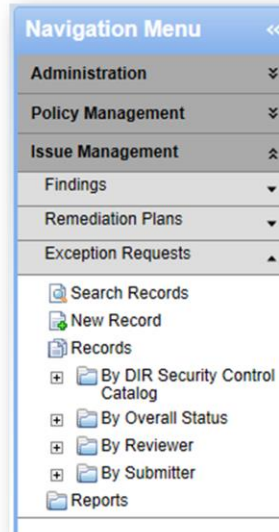 Navigation Menu
Administration
Policy Management
Issue Management
Findings
Remediation Plans
Exception Requests
Search Records
New Record
Records
By DIR Security Control
Catalog
By Overall Status
By Reviewer
By Submitter
Reports